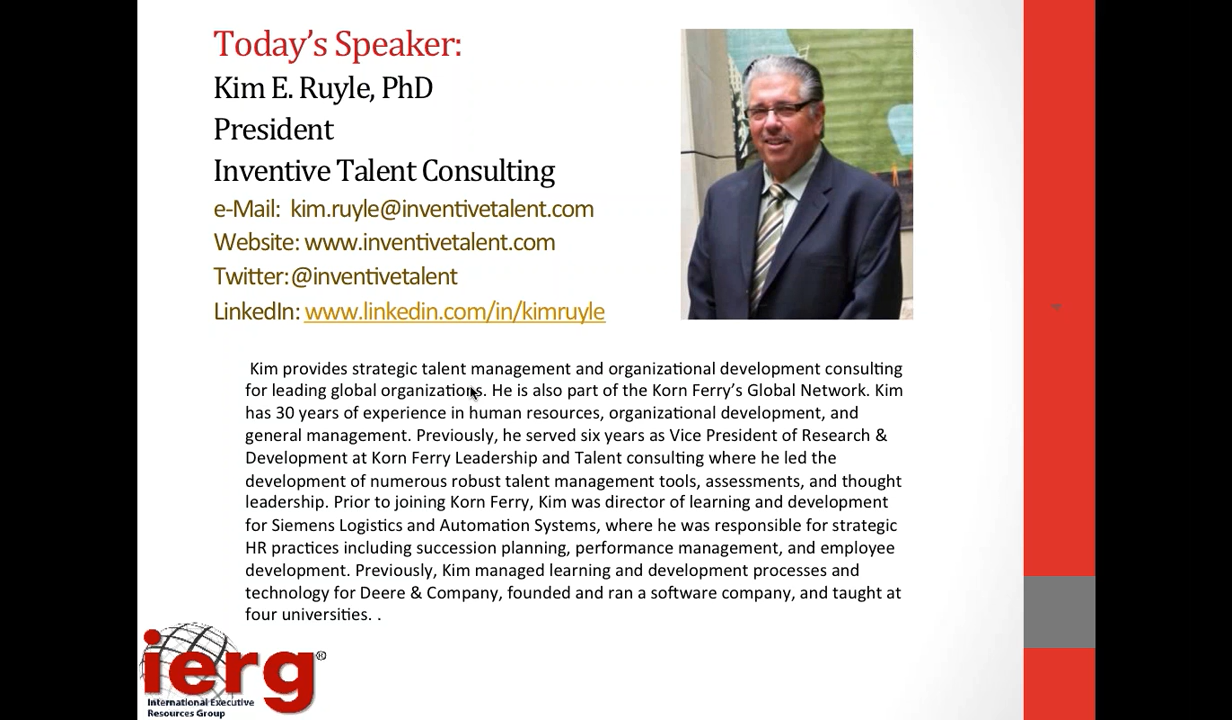 Today's Speaker:
Kim E. Ruyle, PhD
President
Inventive Talent Consulting
e-Mail: kim.ruyle@inventivetalent.com
Website: www.inventivetalent.com
Twitter: @inventivetalent
LinkedIn: www.linkedin.com/in/kimruyle
Kim provides strategic talent management and organizational development consulting
for leading global organizations. He is also part of the Korn Ferry's Global Network. Kim
has 30 years of experience in human resources, organizational development, and
general management. Previously, he served six years as Vice President of Research &
Development at Korn Ferry Leadership and Talent consulting where he led the
development of numerous robust talent management tools, assessments, and thought
leadership. Prior to joining Korn Ferry, Kim was director of learning and development
for Siemens Logistics and Automation Systems, where he was responsible for strategic
HR practices including succession planning, performance management, and employee
development. Previously, Kim managed learning and development processes and
technology for Deere & Company, founded and ran a software company, and taught at
four universities. .
ierg®
International Executive
Resources Group